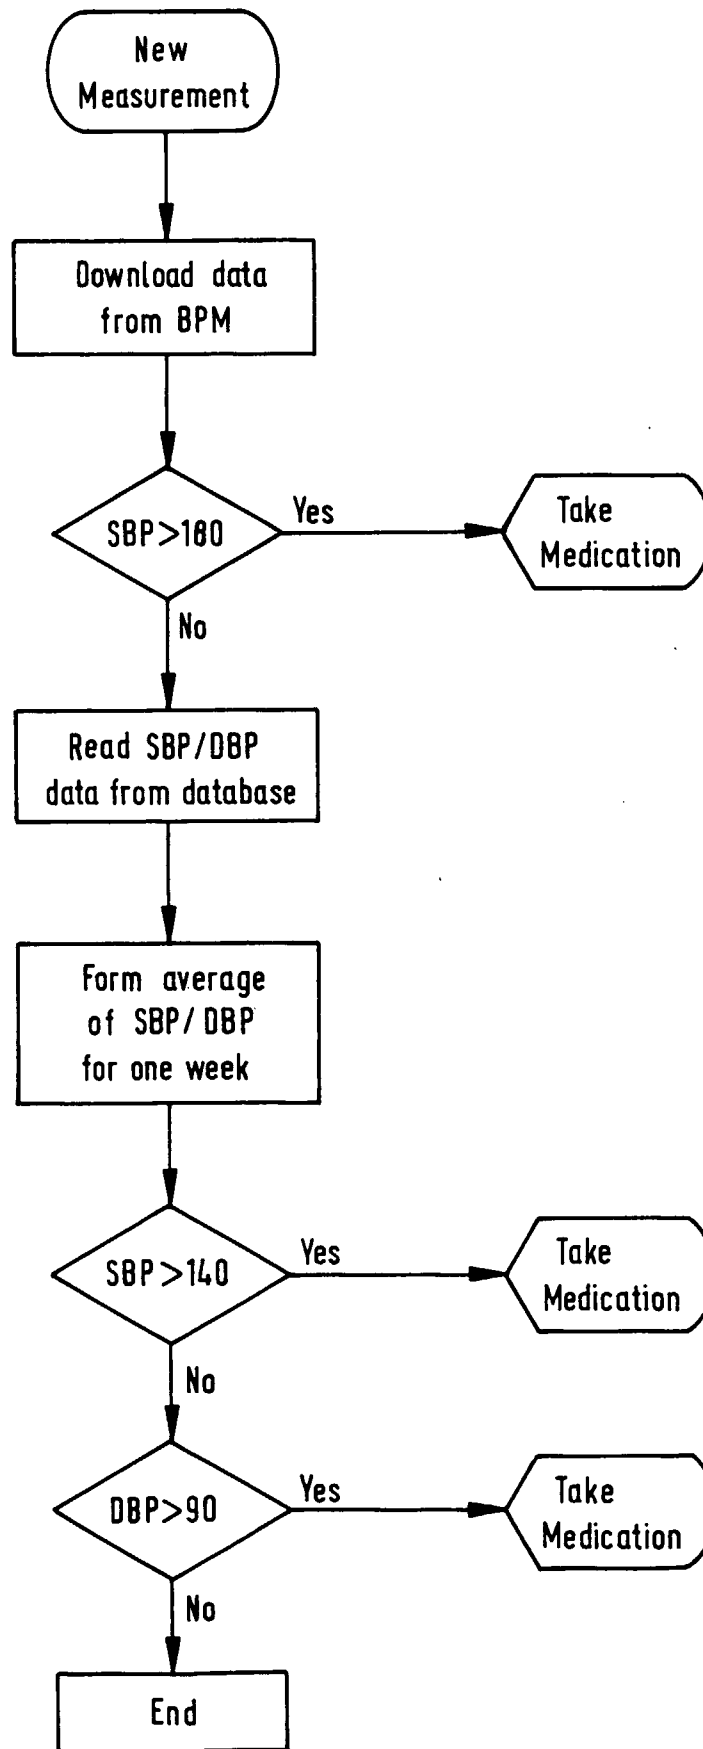 New
Measurement
Download data
from BPM
SBP>180
Yes
Take
Medication
No
Read SBP/DBP
data from database
Form average
of SBP/DBP
for one week
SBP>140
Yes
Take
Medication
No
DBP>90
Yes
Take
Medication
No
End